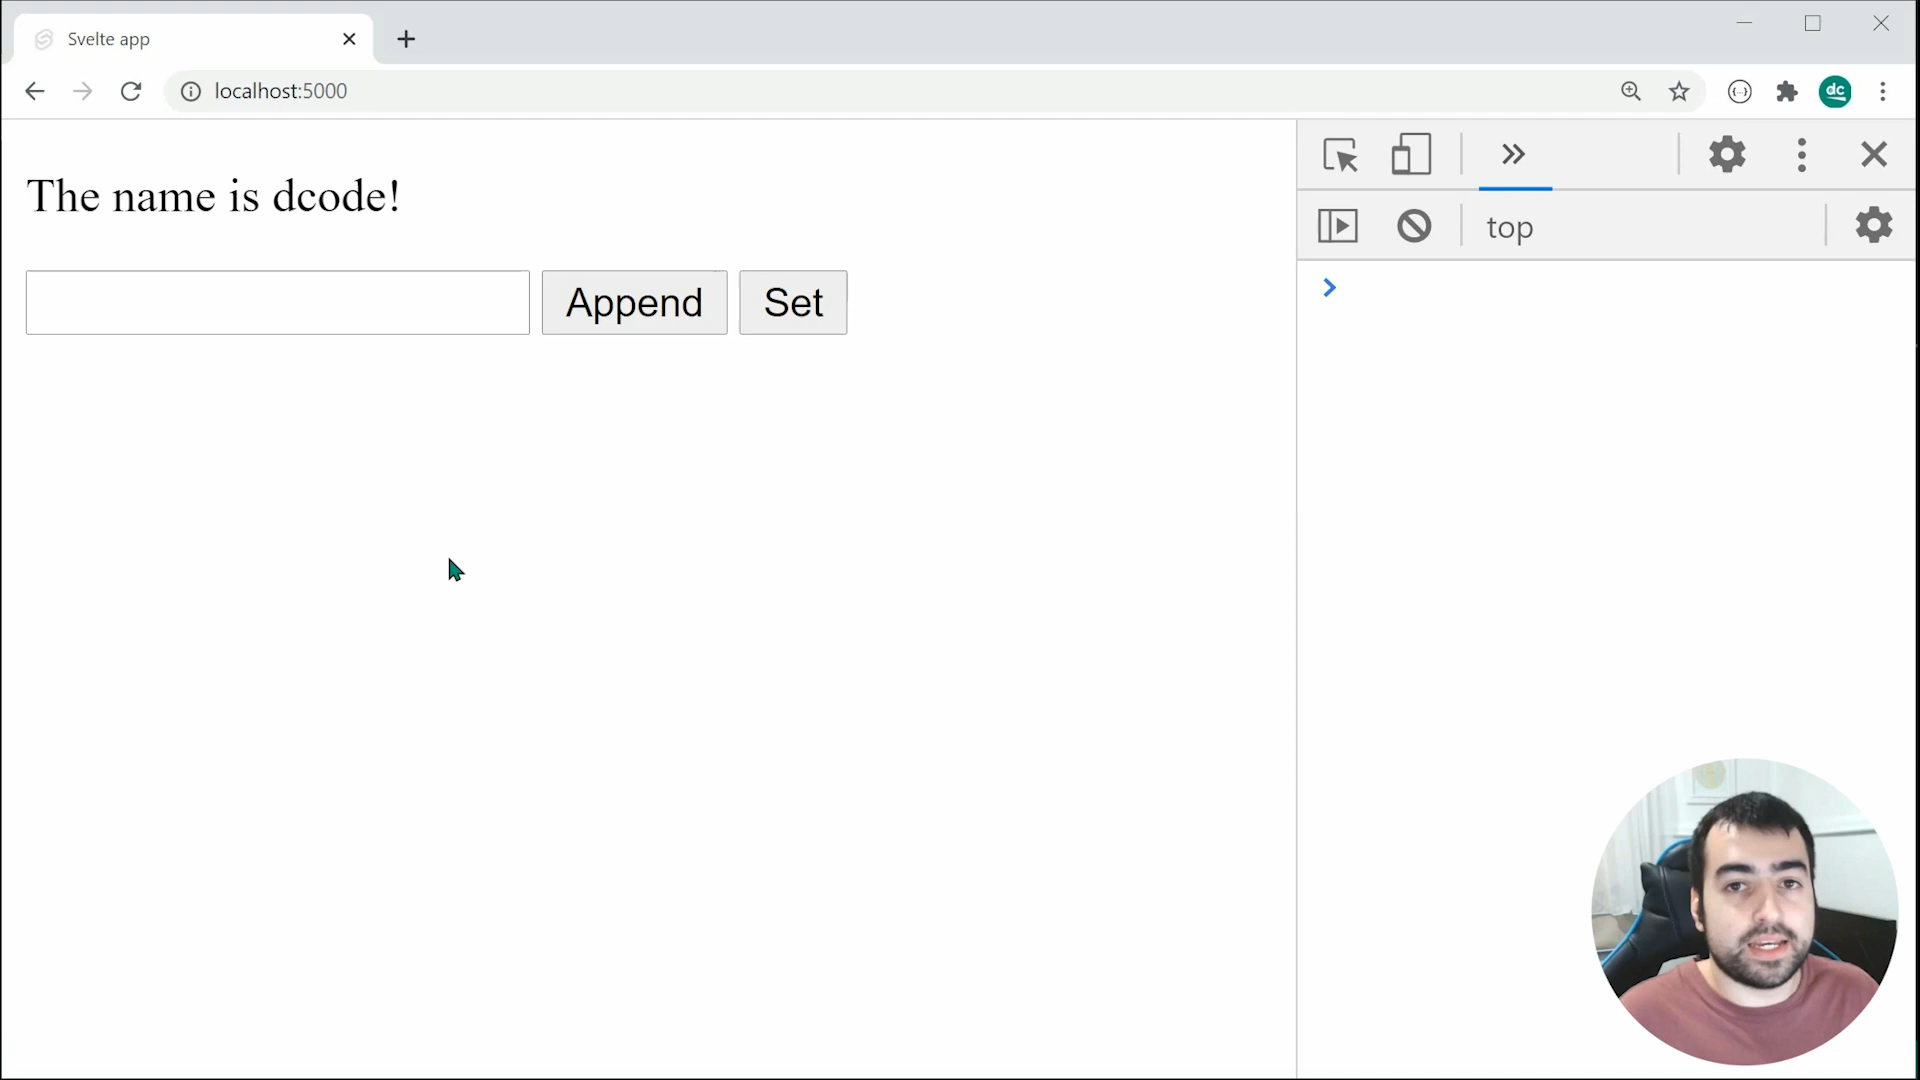 Svelte app
localhost:5000
dc
The name is dcode!
Append Set
top